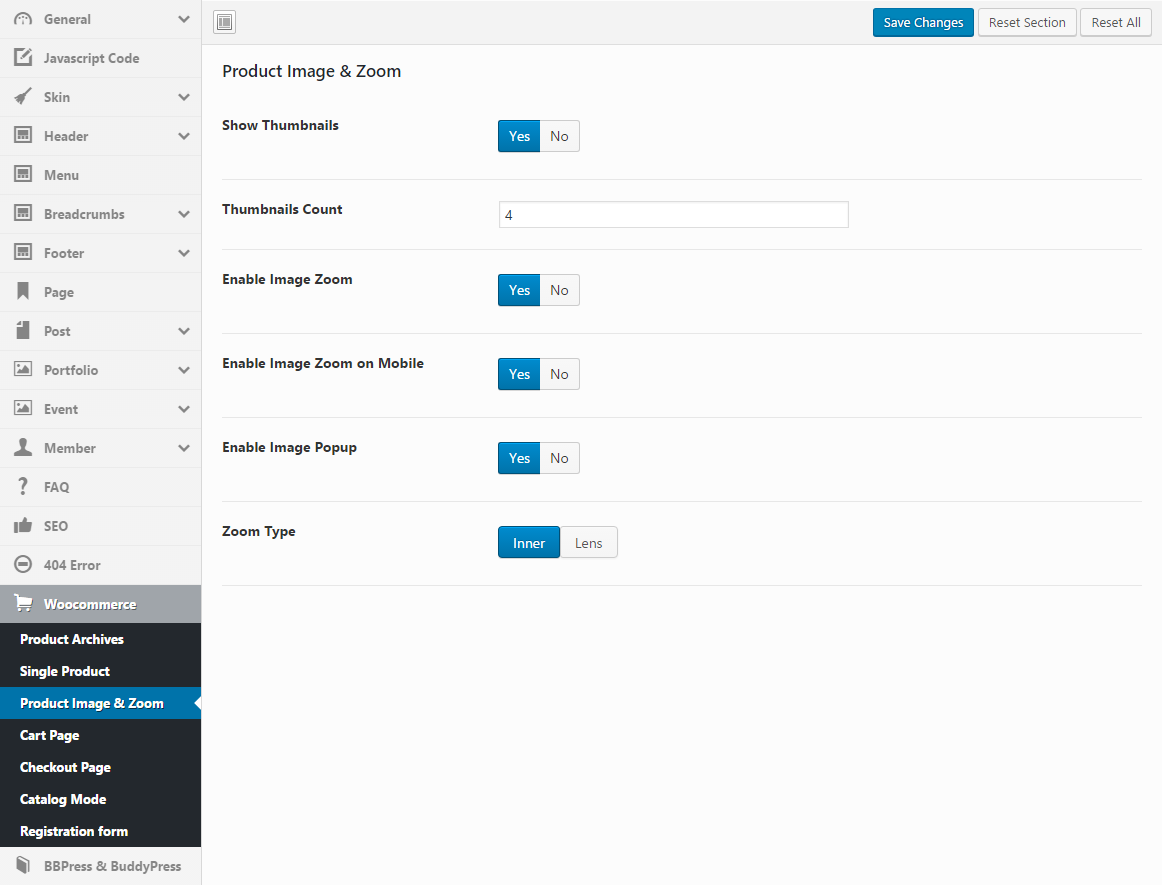 General
Javascript Code
Skin
Header
Menu
Breadcrumbs
Footer
Page
Post
Portfolio
Event
Member
FAQ
SEO
404 Error
Woocommerce
Product Archives
Single Product
Product Image & Zoom
Cart Page
Checkout Page
Catalog Mode
Registration form
BBPress & BuddyPress
Save Changes Reset Section Reset All
Product Image & Zoom
Show Thumbnails Yes No
Thumbnails Count 4
Enable Image Zoom Yes No
Enable Image Zoom on Mobile Yes No
Enable Image Popup Yes No
Zoom Type Inner Lens